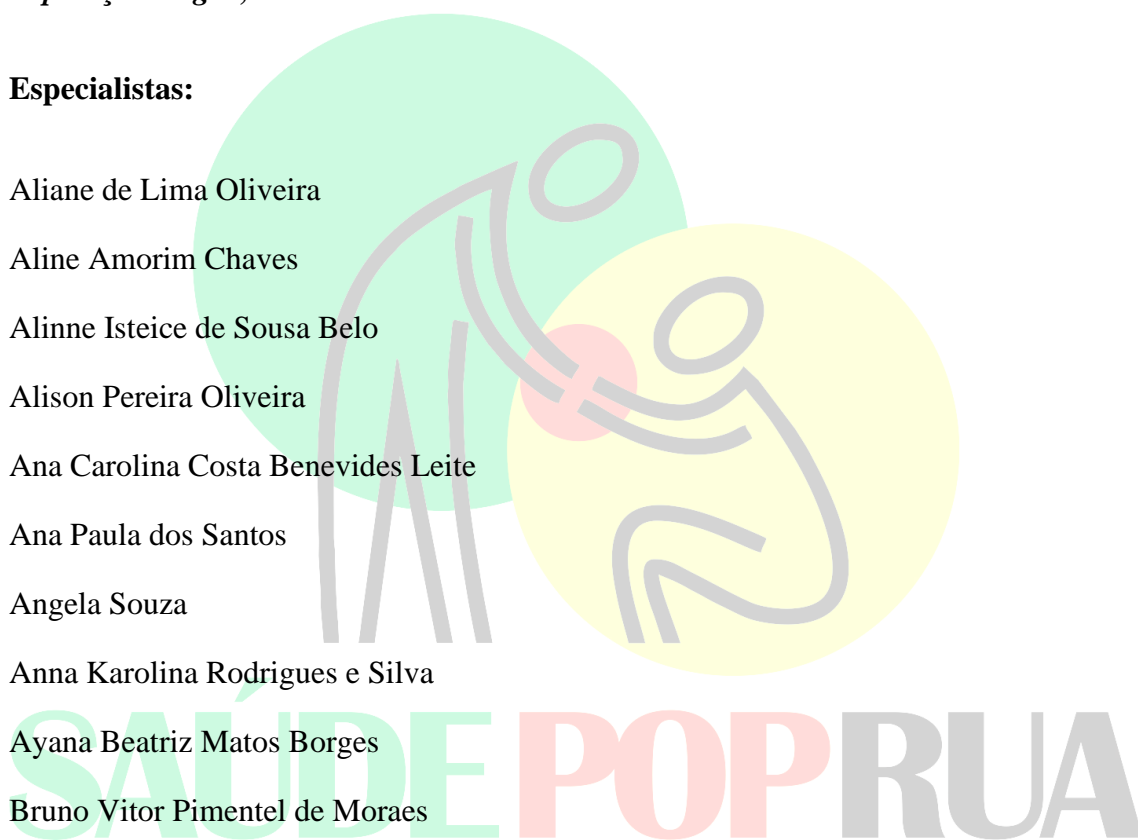 Especialistas:
Aliane de Lima Oliveira
Aline Amorim Chaves
Alinne Isteice de Sousa Belo
Alison Pereira Oliveira
Ana Carolina Costa Benevides Leite
Ana Paula dos Santos
Angela Souza
Anna Karolina Rodrigues e Silva
Ayana Beatriz Matos Borges
Bruno Vitor Pimentel de Moraes
SAÚDE POP RUA